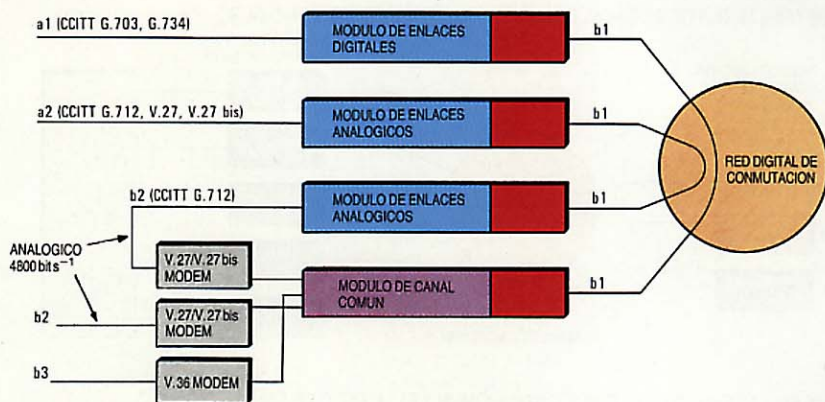 a1 (CCITT G.703, G.734)
MODULO DE ENLACES
DIGITALES
b1
a2 (CCITT G.712, V.27, V.27 bis)
MODULO DE ENLACES
ANALOGICOS
b1
RED DIGITAL DE
CONMUTACION
b2 (CCITT G.712)
MODULO DE ENLACES
ANALOGICOS
b1
ANALOGICO
4800 bits⁻¹
V.27/V.27 bis
MODEM
MODULO DE CANAL
COMUN
b1
b2
V.27/V.27 bis
MODEM
b3
V.36 MODEM